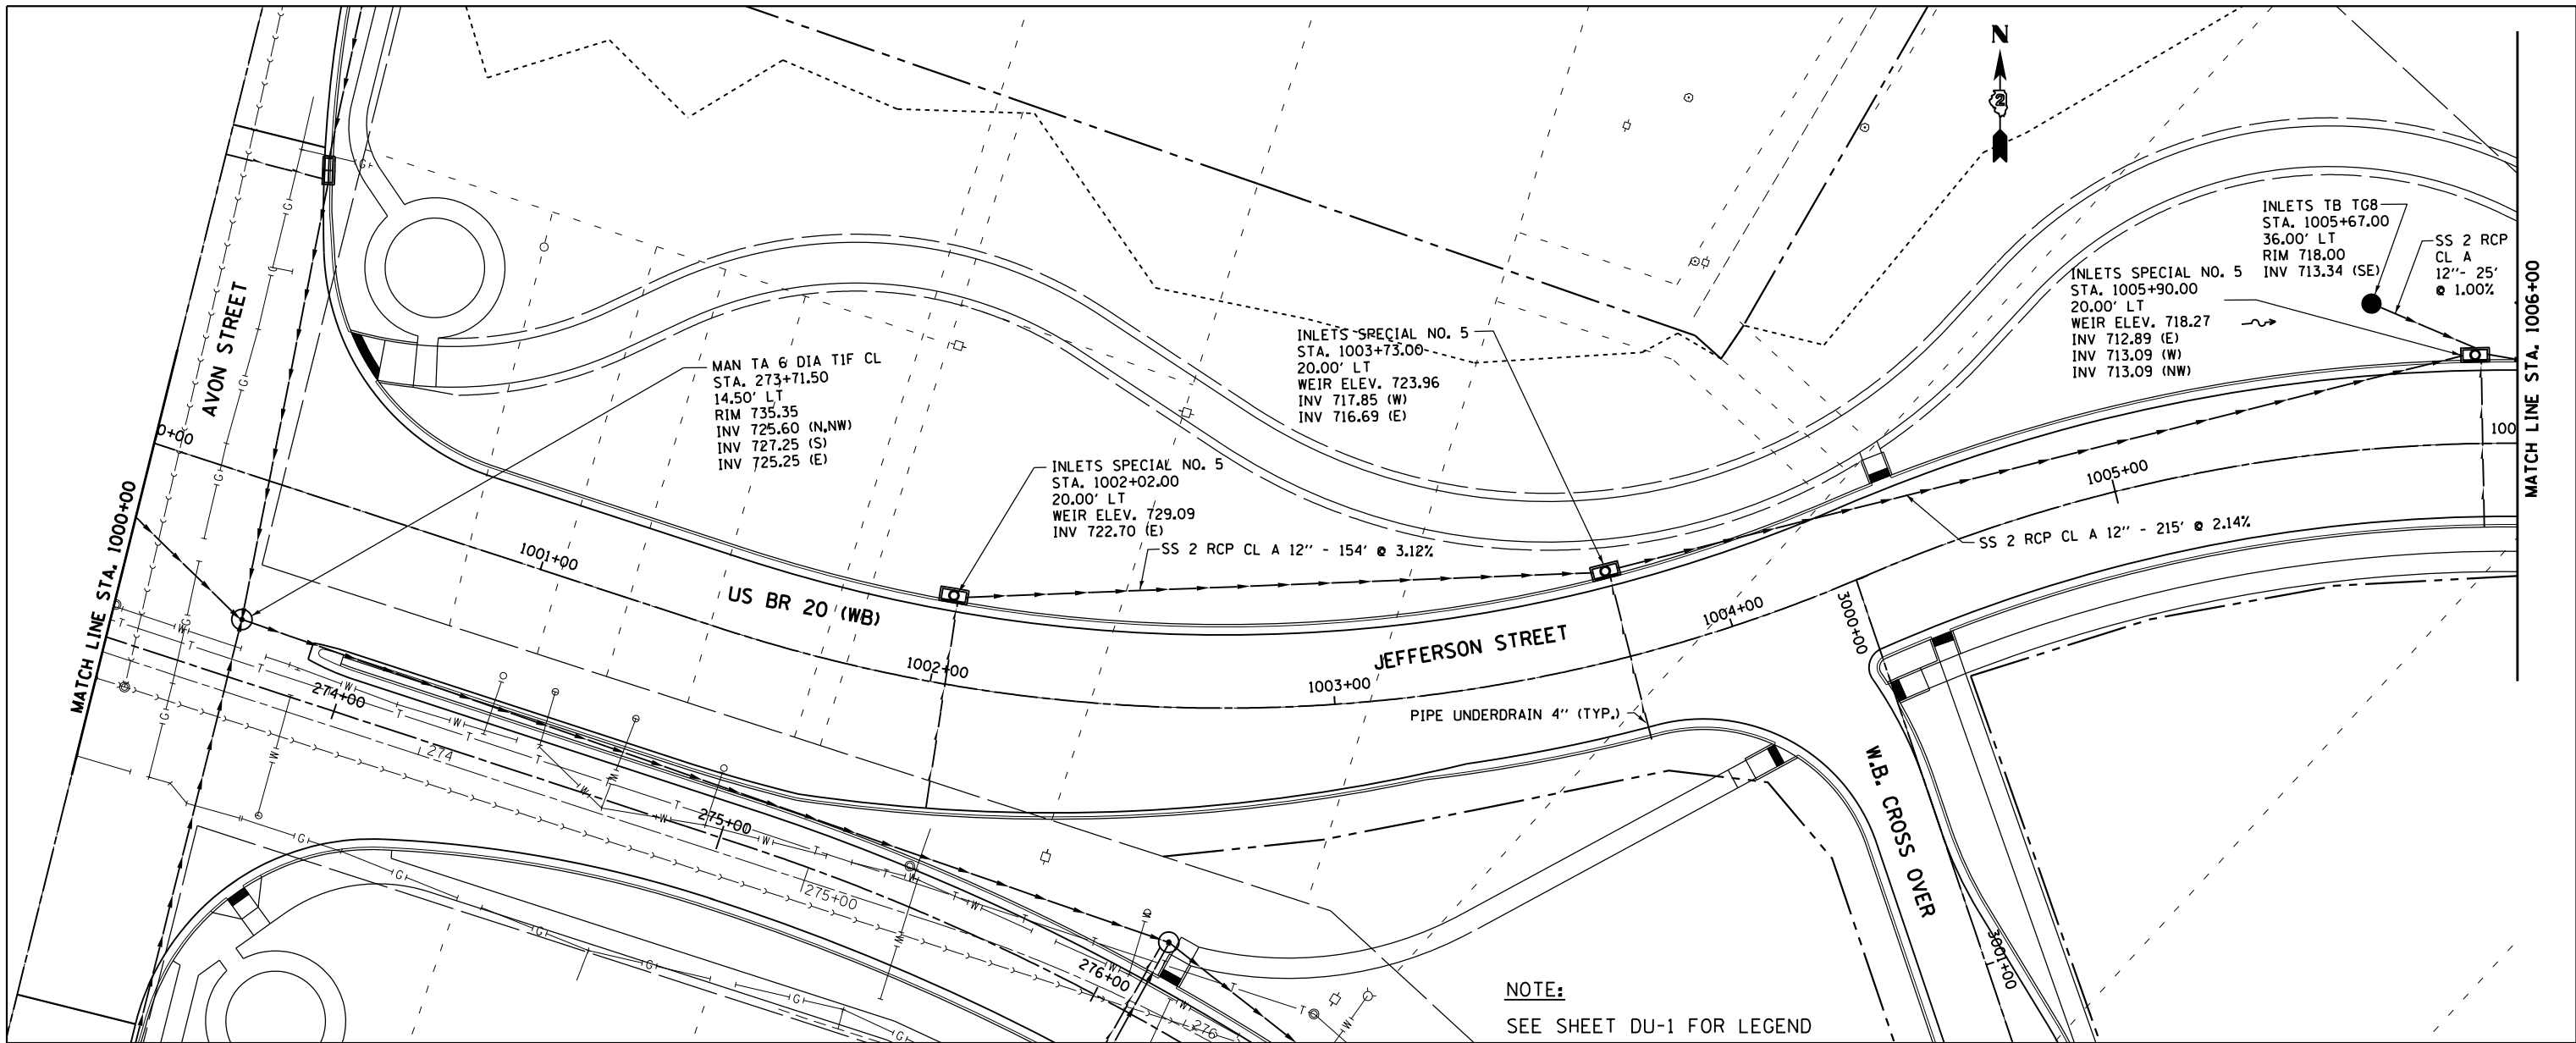 N
2
INLETS TB TG8
STA. 1005+67.00
36.00' LT
RIM 718.00
INV 713.34 (SE)
SS 2 RCP
CL A
12"- 25'
@ 1.00%
INLETS SPECIAL NO. 5
STA. 1005+90.00
20.00' LT
WEIR ELEV. 718.27
INV 712.89 (E)
INV 713.09 (W)
INV 713.09 (NW)
MATCH LINE STA. 1006+00
AVON STREET
MAN TA 6 DIA T1F CL
STA. 273+71.50
14.50' LT
RIM 735.35
INV 725.60 (N,NW)
INV 727.25 (S)
INV 725.25 (E)
INLETS SPECIAL NO. 5
STA. 1003+73.00
20.00' LT
WEIR ELEV. 723.96
INV 717.85 (W)
INV 716.69 (E)
0+00
100
INLETS SPECIAL NO. 5
STA. 1002+02.00
20.00' LT
WEIR ELEV. 729.09
INV 722.70 (E)
SS 2 RCP CL A 12" - 154' @ 3.12%
1005+00
SS 2 RCP CL A 12" - 215' @ 2.14%
MATCH LINE STA. 1000+00
1001+00
US BR 20 (WB)
1002+00
JEFFERSON STREET
1003+00
1004+00
3000+00
PIPE UNDERDRAIN 4" (TYP.)
274+00
274
275+00
275+00
276+00
276
W.B. CROSS OVER
3001+00
NOTE:
SEE SHEET DU-1 FOR LEGEND